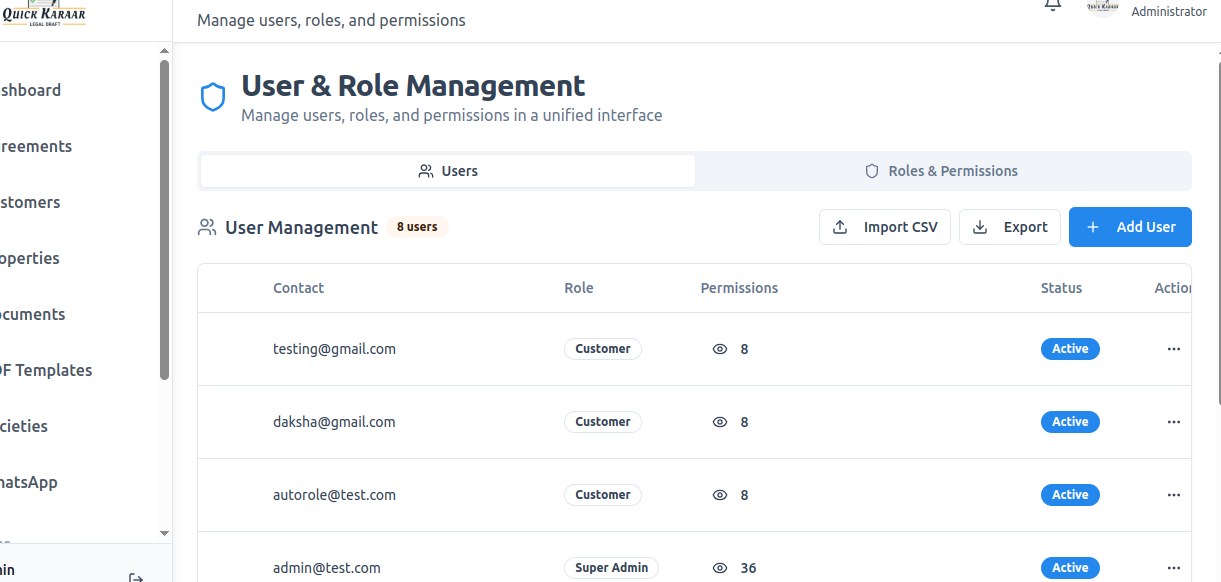 QUICK KARAAR
LEGAL DRAFT
Manage users, roles, and permissions
Administrator
shboard
reements
stomers
operties
ocuments
DF Templates
cieties
hatsApp
in
User & Role Management
Manage users, roles, and permissions in a unified interface
Users
Roles & Permissions
User Management 8 users
Import CSV
Export
+ Add User
Contact Role Permissions Status Action
testing@gmail.com Customer 8 Active ...
daksha@gmail.com Customer 8 Active ...
autorole@test.com Customer 8 Active ...
admin@test.com Super Admin 36 Active ...